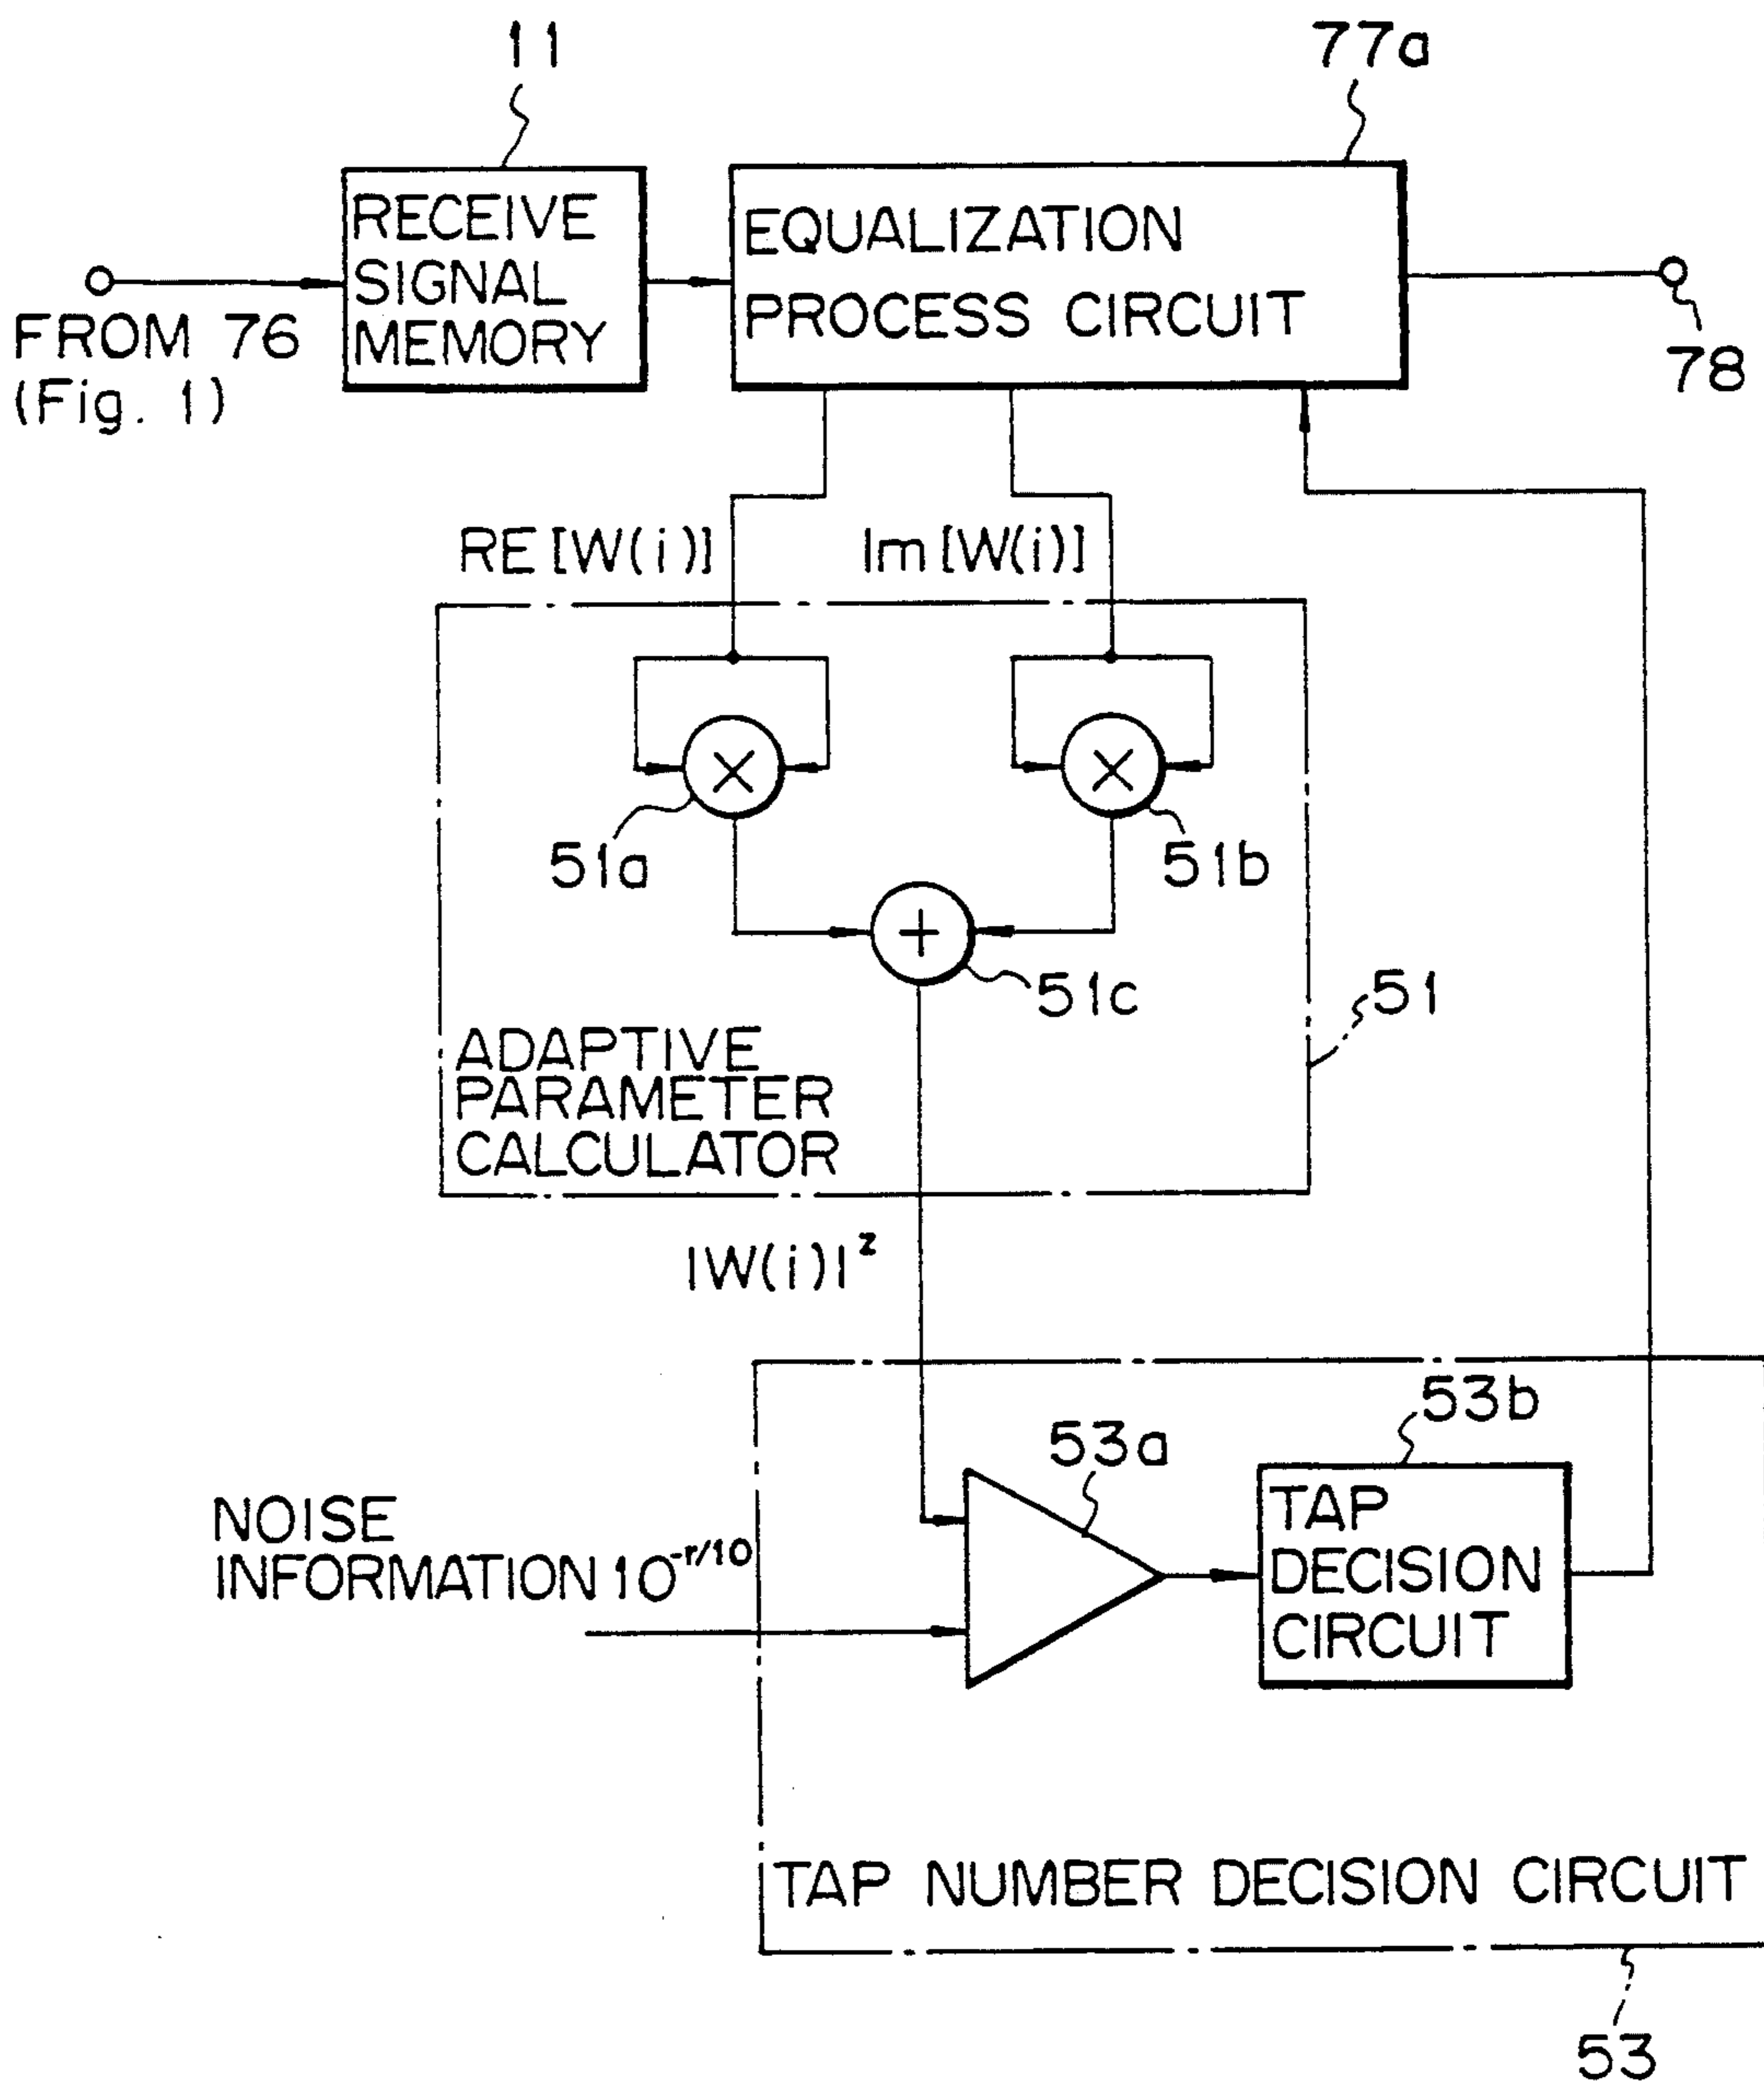 11
77a
RECEIVE
SIGNAL
MEMORY
EQUALIZATION
PROCESS CIRCUIT
FROM 76
(Fig. 1)
78
RE[W(i)]
Im[W(i)]
×
×
51a
51b
+
51c
51
ADAPTIVE
PARAMETER
CALCULATOR
|W(i)|²
53b
53a
NOISE
INFORMATION 10^-r/10
TAP
DECISION
CIRCUIT
TAP NUMBER DECISION CIRCUIT
53